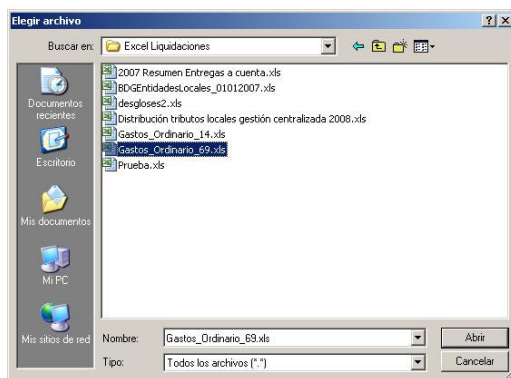 Elegir archivo
Buscar en: Excel Liquidaciones
Documentos recientes
Escritorio
Mis documentos
Mi PC
Mis sitios de red
2007 Resumen Entregas a cuenta.xls
BDGEntidadesLocales_01012007.xls
desgloses2.xls
Distribución tributos locales gestión centralizada 2008.xls
Gastos_Ordinario_14.xls
Gastos_Ordinario_69.xls
Prueba.xls
Nombre: Gastos_Ordinario_69.xls Abrir
Tipo: Todos los archivos (*.*) Cancelar